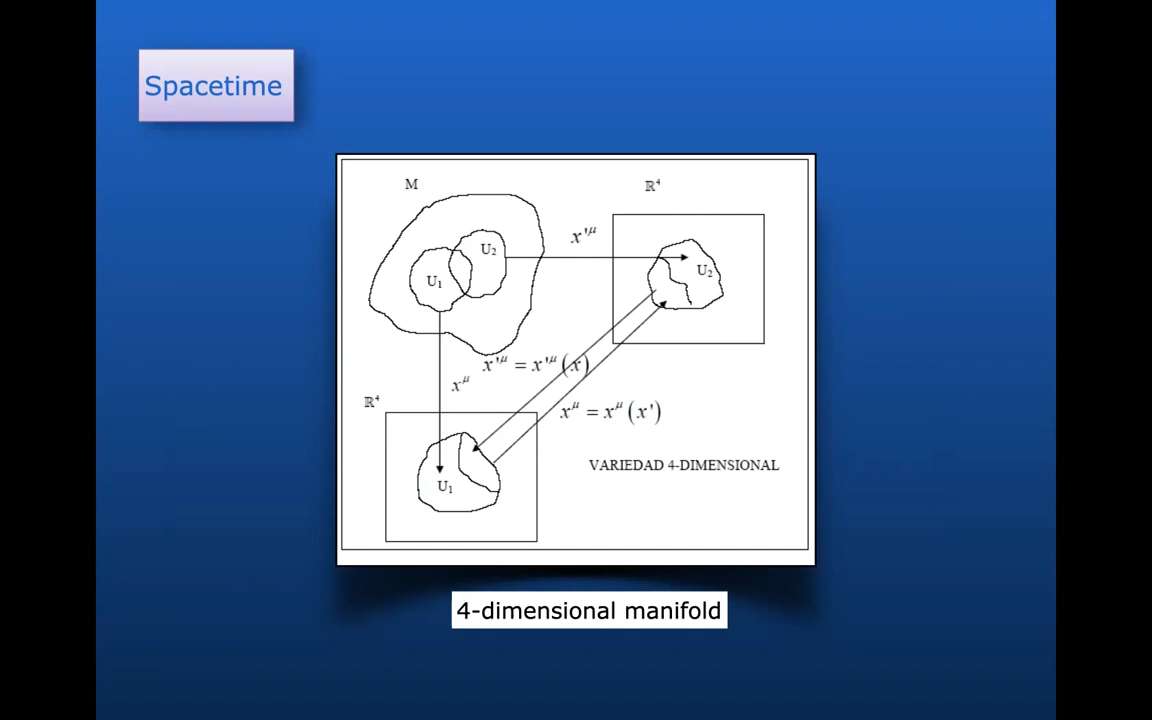 Spacetime
M
ℝ⁴
x'^μ
U₂
U₂
U₁
x'^μ = x'^μ (x)
x^μ
ℝ⁴
x^μ = x^μ (x')
VARIEDAD 4-DIMENSIONAL
U₁
4-dimensional manifold